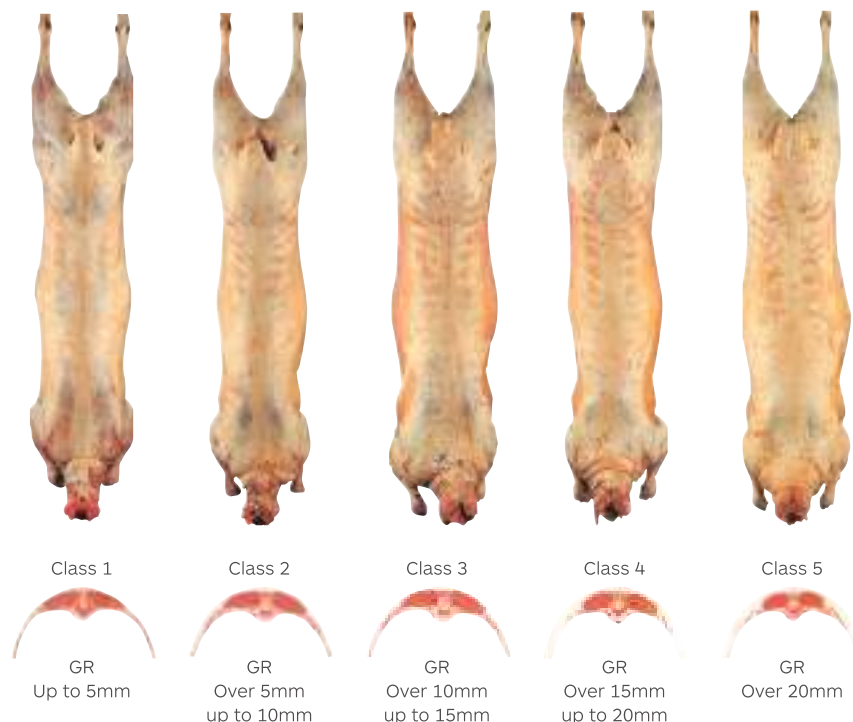 Class 1
Class 2
Class 3
Class 4
Class 5
GR
Up to 5mm
GR
Over 5mm
up to 10mm
GR
Over 10mm
up to 15mm
GR
Over 15mm
up to 20mm
GR
Over 20mm